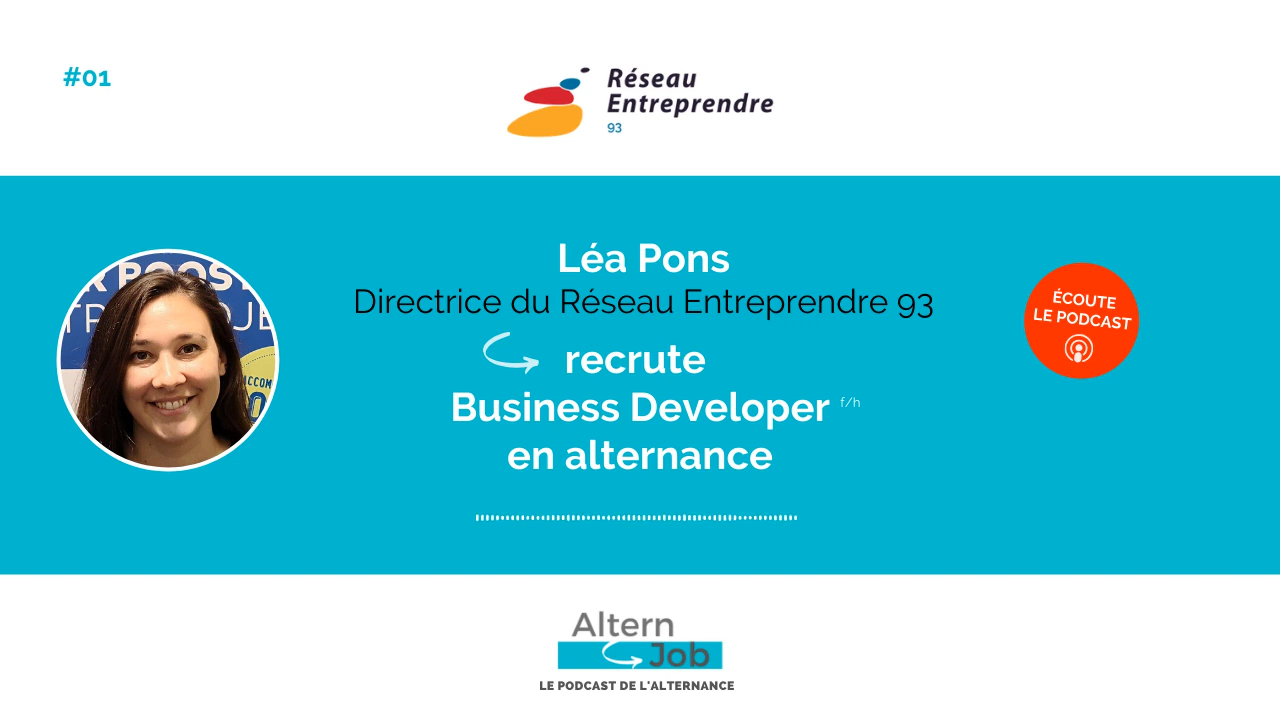 #01
Réseau
Entreprendre
93
Léa Pons
Directrice du Réseau Entreprendre 93
recrute
Business Developer f/h
en alternance
ÉCOUTE
LE PODCAST
Altern
Job
LE PODCAST DE L'ALTERNANCE